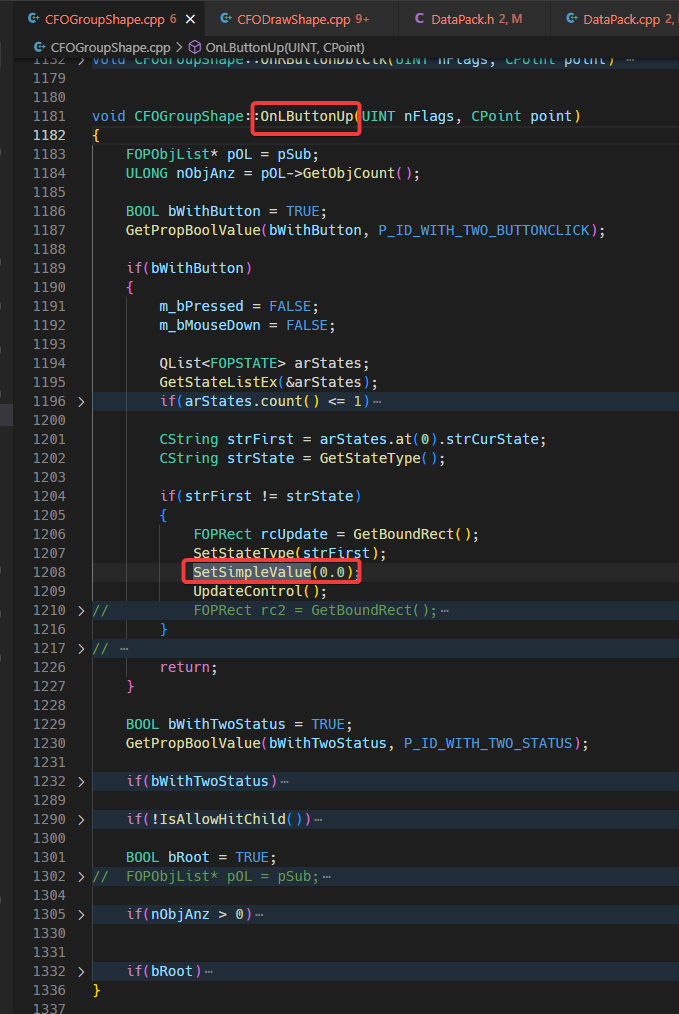 CFOGroupShape.cpp 6 × CFODrawShape.cpp 9+ C DataPack.h 2, M DataPack.cpp 2,
CFOGroupShape.cpp > OnLButtonUp(UINT, CPoint)
1132 > void CFOGroupShape::OnRButtonDblClk(UINT nFlags, CPoint point) ⋯
1179
1180
1181 void CFOGroupShape::OnLButtonUp(UINT nFlags, CPoint point)
1182 {
1183 FOPObjList* pOL = pSub;
1184 ULONG nObjAnz = pOL->GetObjCount();
1185
1186 BOOL bWithButton = TRUE;
1187 GetPropBoolValue(bWithButton, P_ID_WITH_TWO_BUTTONCLICK);
1188
1189 if(bWithButton)
1190 {
1191 m_bPressed = FALSE;
1192 m_bMouseDown = FALSE;
1193
1194 QList<FOPSTATE> arStates;
1195 GetStateListEx(&arStates);
1196 > if(arStates.count() <= 1)⋯
1200
1201 CString strFirst = arStates.at(0).strCurState;
1202 CString strState = GetStateType();
1203
1204 if(strFirst != strState)
1205 {
1206 FOPRect rcUpdate = GetBoundRect();
1207 SetStateType(strFirst);
1208 SetSimpleValue(0.0);
1209 UpdateControl();
1210 > // FOPRect rc2 = GetBoundRect();⋯
1216 }
1217 > // ⋯
1226 return;
1227 }
1228
1229 BOOL bWithTwoStatus = TRUE;
1230 GetPropBoolValue(bWithTwoStatus, P_ID_WITH_TWO_STATUS);
1231
1232 > if(bWithTwoStatus)⋯
1289
1290 > if(!IsAllowHitChild())⋯
1300
1301 BOOL bRoot = TRUE;
1302 > // FOPObjList* pOL = pSub;⋯
1304
1305 > if(nObjAnz > 0)⋯
1330
1331
1332 > if(bRoot)⋯
1336 }
1337